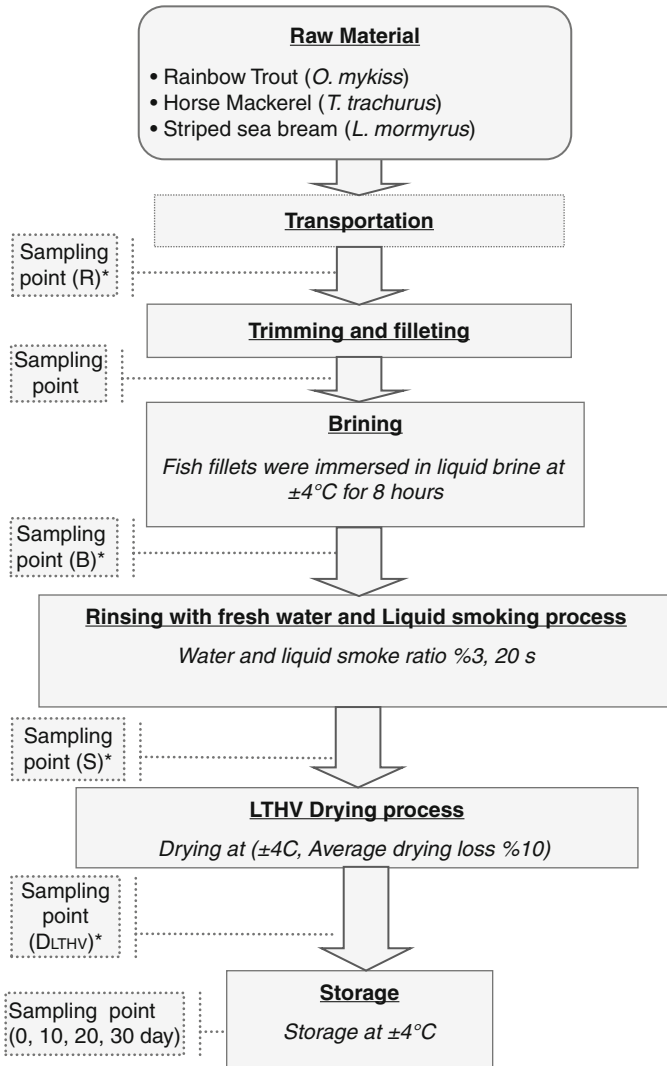 Raw Material
• Rainbow Trout (O. mykiss)
• Horse Mackerel (T. trachurus)
• Striped sea bream (L. mormyrus)
Transportation
Sampling
point (R)*
Trimming and filleting
Sampling
point
Brining
Fish fillets were immersed in liquid brine at
±4°C for 8 hours
Sampling
point (B)*
Rinsing with fresh water and Liquid smoking process
Water and liquid smoke ratio %3, 20 s
Sampling
point (S)*
LTHV Drying process
Drying at (±4C, Average drying loss %10)
Sampling
point
(DLTHV)*
Storage
Storage at ±4°C
Sampling point
(0, 10, 20, 30 day)